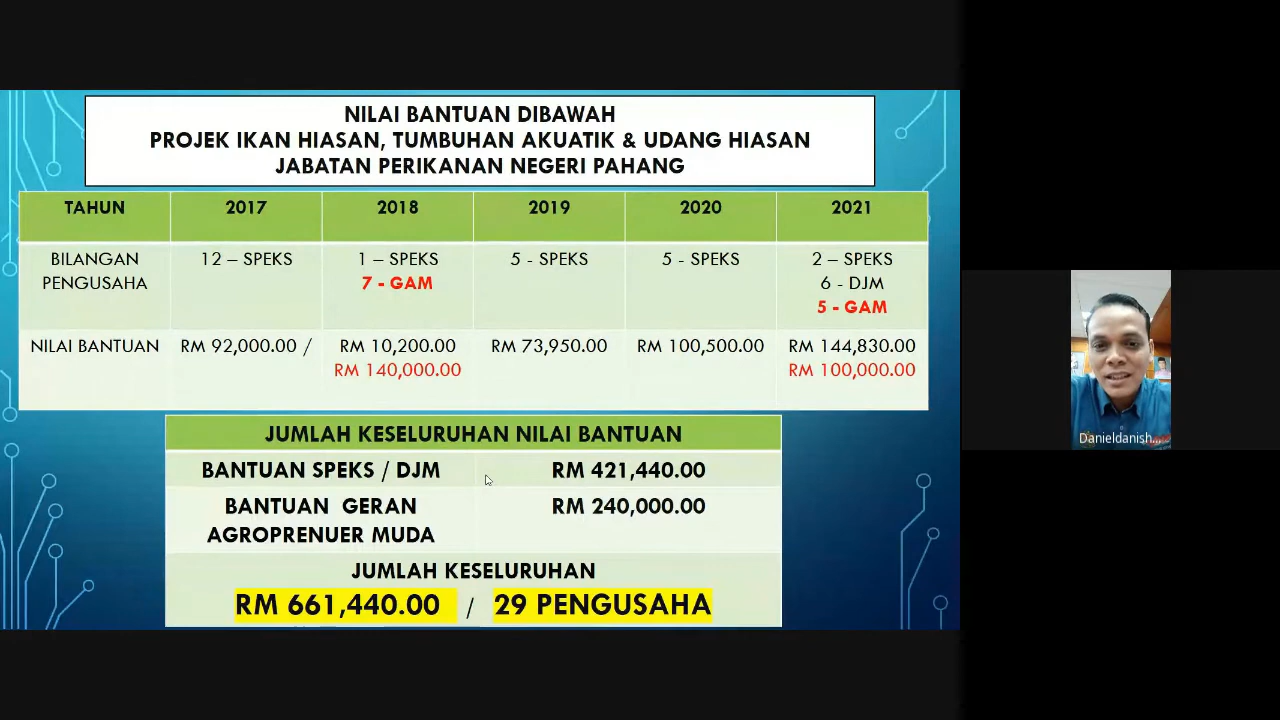 NILAI BANTUAN DIBAWAH
PROJEK IKAN HIASAN, TUMBUHAN AKUATIK & UDANG HIASAN
JABATAN PERIKANAN NEGERI PAHANG
TAHUN 2017 2018 2019 2020 2021
BILANGAN PENGUSAHA 12 – SPEKS 1 – SPEKS 5 - SPEKS 5 - SPEKS 2 – SPEKS
7 - GAM 6 - DJM
5 - GAM
NILAI BANTUAN RM 92,000.00 / RM 10,200.00 RM 73,950.00 RM 100,500.00 RM 144,830.00
RM 140,000.00 RM 100,000.00
JUMLAH KESELURUHAN NILAI BANTUAN
BANTUAN SPEKS / DJM RM 421,440.00
BANTUAN GERAN RM 240,000.00
AGROPRENUER MUDA
JUMLAH KESELURUHAN
RM 661,440.00 / 29 PENGUSAHA
Danieldanish...